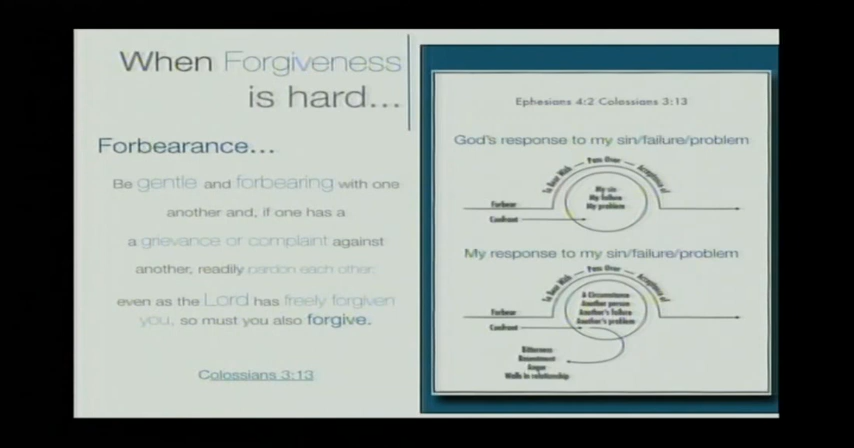 When Forgiveness
is hard...
Forbearance...
Be gentle and forbearing with one
another and, if one has a
a grievance or complaint against
another, readily pardon each other;
even as the Lord has freely forgiven
you, so must you also forgive.
Colossians 3:13
Ephesians 4:2 Colossians 3:13
God's response to my sin/failure/problem
To Bear With — Pass Over — Acceptance of
My sin
My failure
My problem
Forbear
Confront
My response to my sin/failure/problem
To Bear With — Pass Over — Acceptance of
A Circumstance
Another person
Another's failure
Another's problem
Forbear
Confront
Bitterness
Resentment
Anger
Walls in relationship